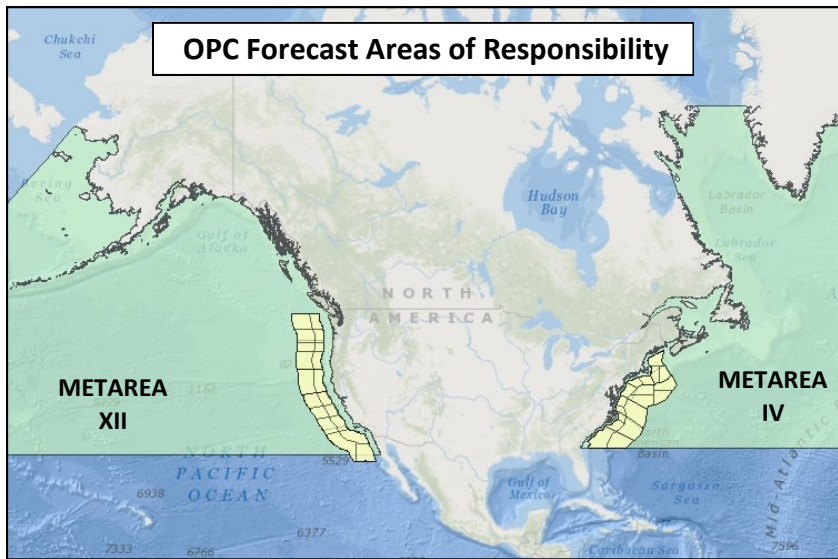 OPC Forecast Areas of Responsibility
Chukchi
Sea
Bering
Sea
Gulf of
Alaska
Hudson
Bay
Labrador
Basin
Labrador
Sea
NORTH
AMERICA
METAREA
XII
METAREA
IV
NORTH
PACIFIC
OCEAN
5529
6938
6377
7333
6766
Gulf of
Mexico
American
Basin
Sargasso
Sea
Mid-Atlantic
Caribbean Sea
7596